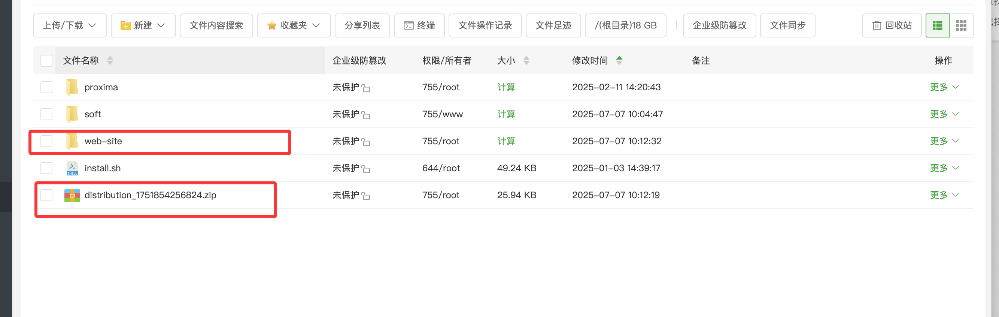 上传/下载 新建 文件内容搜索 收藏夹 分享列表 终端 文件操作记录 文件足迹 /(根目录)18 GB 企业级防篡改 文件同步 回收站
文件名称 企业级防篡改 权限/所有者 大小 修改时间 备注 操作
proxima 未保护 755/root 计算 2025-02-11 14:20:43 更多
soft 未保护 755/www 计算 2025-07-07 10:04:47 更多
web-site 未保护 755/root 计算 2025-07-07 10:12:32 更多
SHELL install.sh 未保护 644/root 49.24 KB 2025-01-03 14:39:17 更多
distribution_1751854256824.zip 未保护 755/root 25.94 KB 2025-07-07 10:12:19 更多